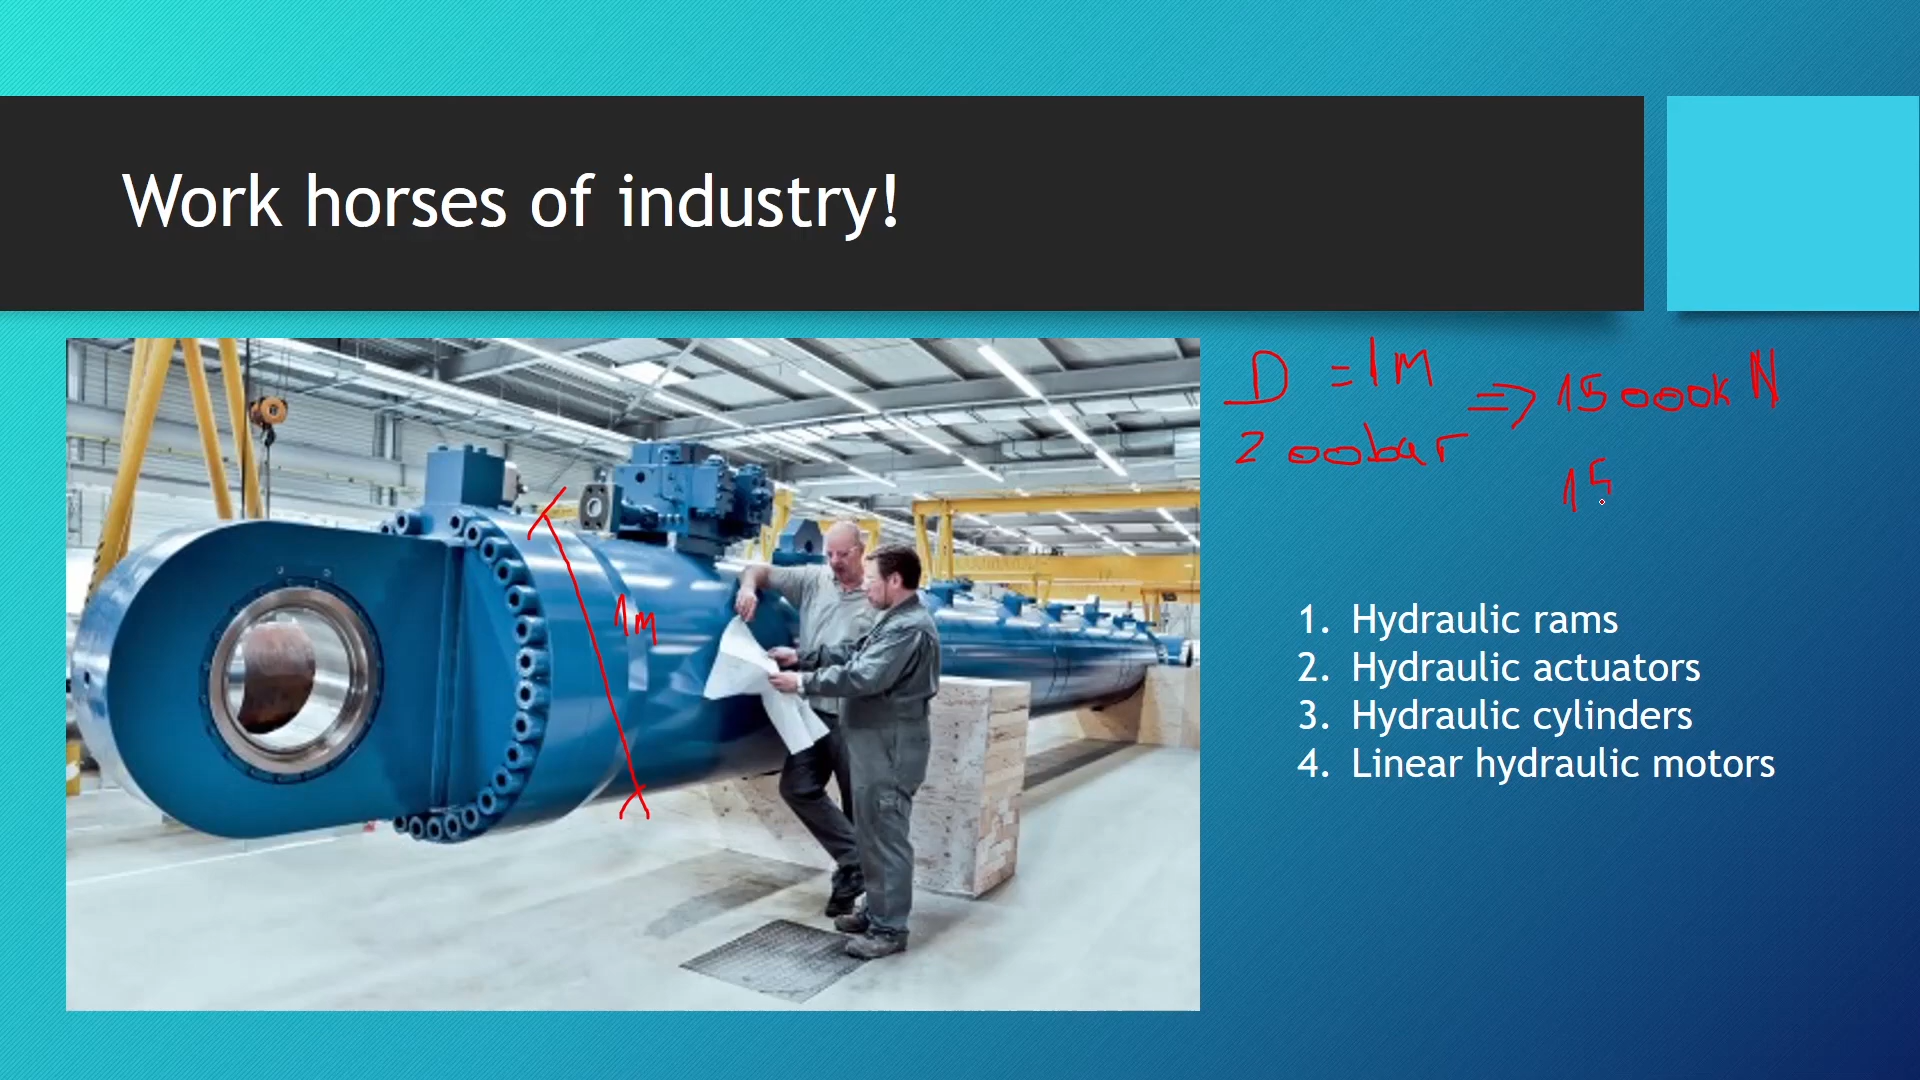 Work horses of industry!
D = 1m
200bar => 15000kN
15
1m
1. Hydraulic rams
2. Hydraulic actuators
3. Hydraulic cylinders
4. Linear hydraulic motors